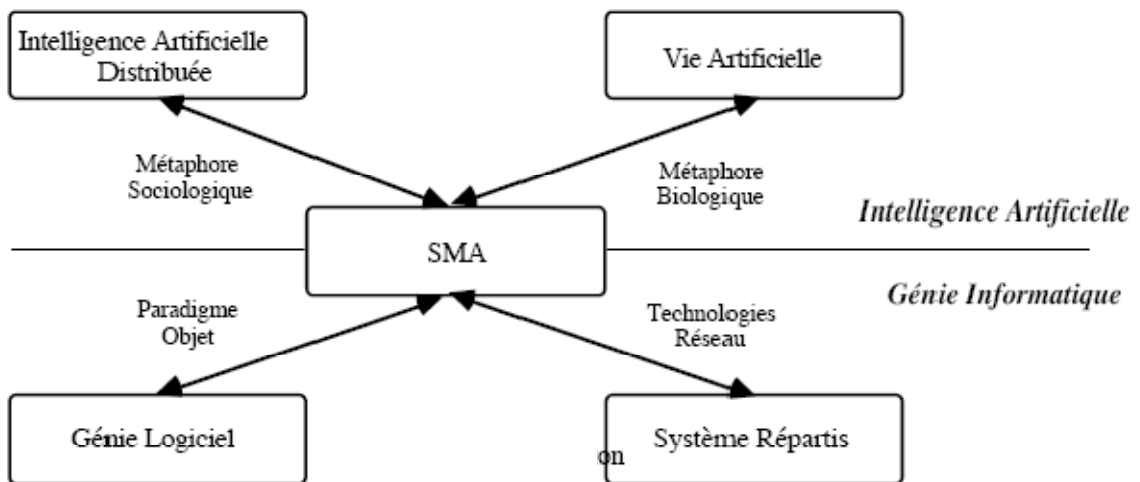 Intelligence Artificielle
Distribuée
Vie Artificielle
Métaphore
Sociologique
Métaphore
Biologique
Intelligence Artificielle
SMA
Génie Informatique
Paradigme
Objet
Technologies
Réseau
Génie Logiciel
Système Répartis
on